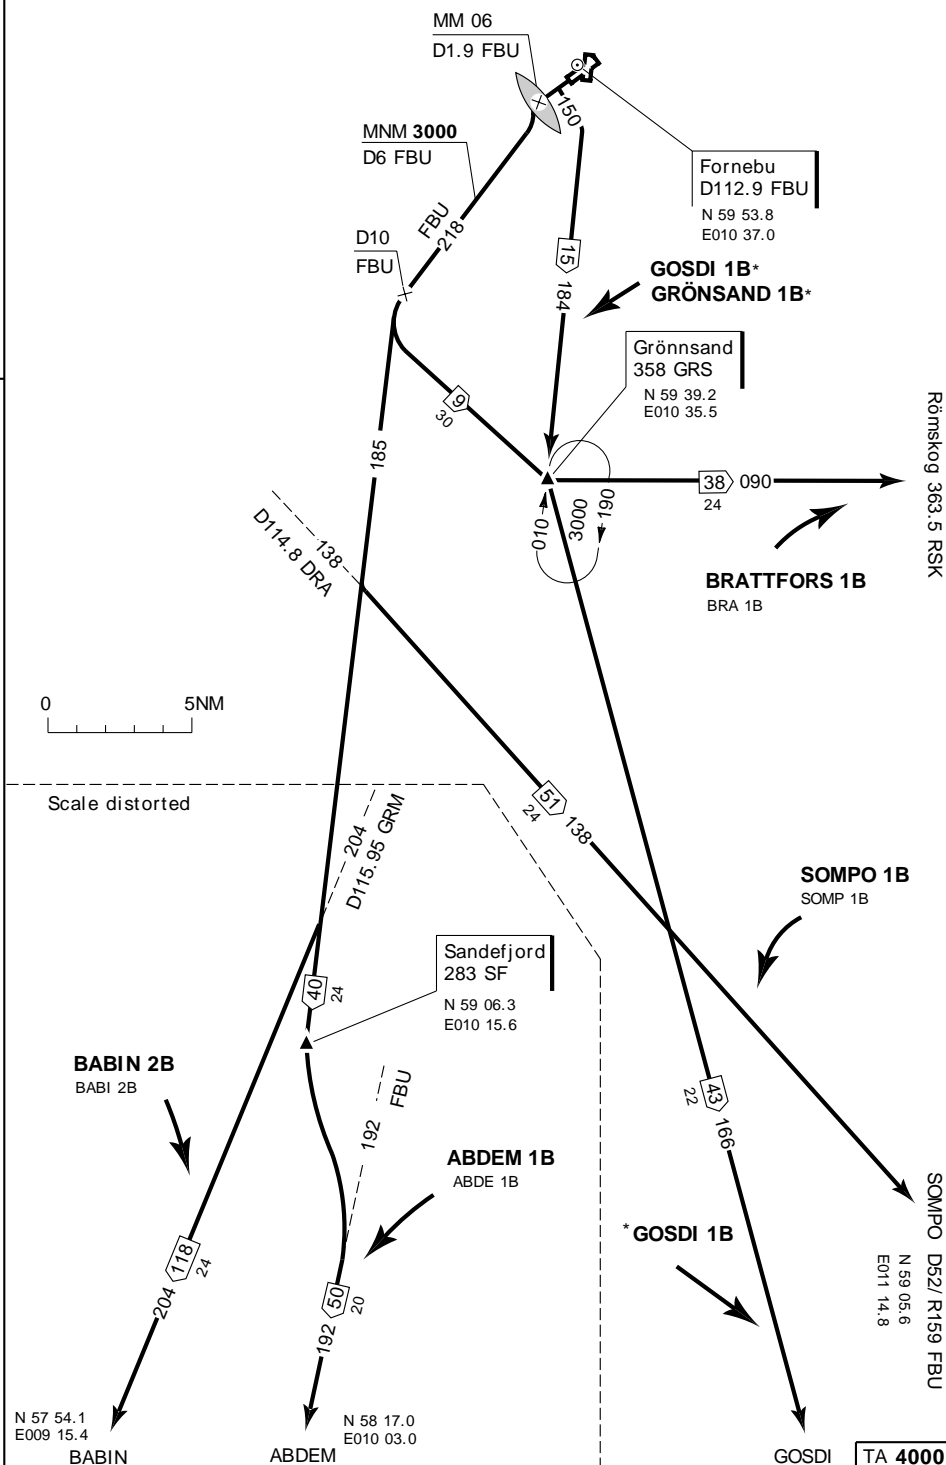 MM 06
D1.9 FBU
150
MNM 3000
D6 FBU
Fornebu
D112.9 FBU
N 59 53.8
E010 37.0
FBU
218
D10
FBU
15
184
GOSDI 1B*
GRÖNSAND 1B*
Grönnsand
358 GRS
N 59 39.2
E010 35.5
9
30
185
38
090
24
Römskog 363.5 RSK
010
3000
190
138
D114.8 DRA
BRATTFORS 1B
BRA 1B
0
5NM
Scale distorted
204
D115.95 GRM
51
24
138
SOMPO 1B
SOMP 1B
Sandefjord
283 SF
N 59 06.3
E010 15.6
40
24
BABIN 2B
BABI 2B
192
FBU
43
22
166
ABDEM 1B
ABDE 1B
*GOSDI 1B
SOMPO D52/ R159 FBU
N 59 05.6
E011 14.8
118
24
204
50
20
192
N 57 54.1
E009 15.4
BABIN
N 58 17.0
E010 03.0
ABDEM
GOSDI
TA 4000